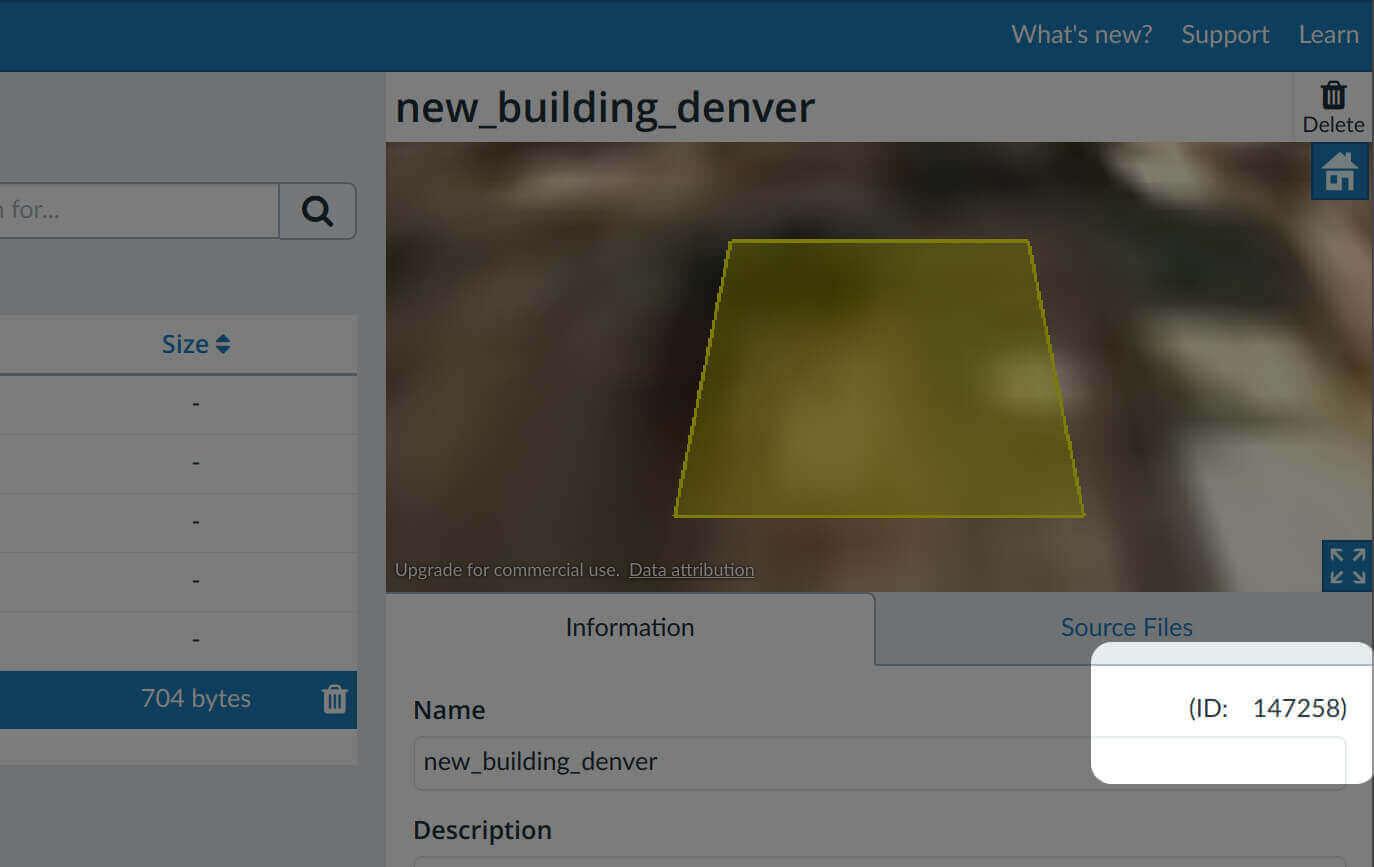 What's new? Support Learn
new_building_denver
Delete
for...
Size
-
-
-
-
-
704 bytes
Upgrade for commercial use. Data attribution
Information Source Files
Name (ID: 147258)
new_building_denver
Description